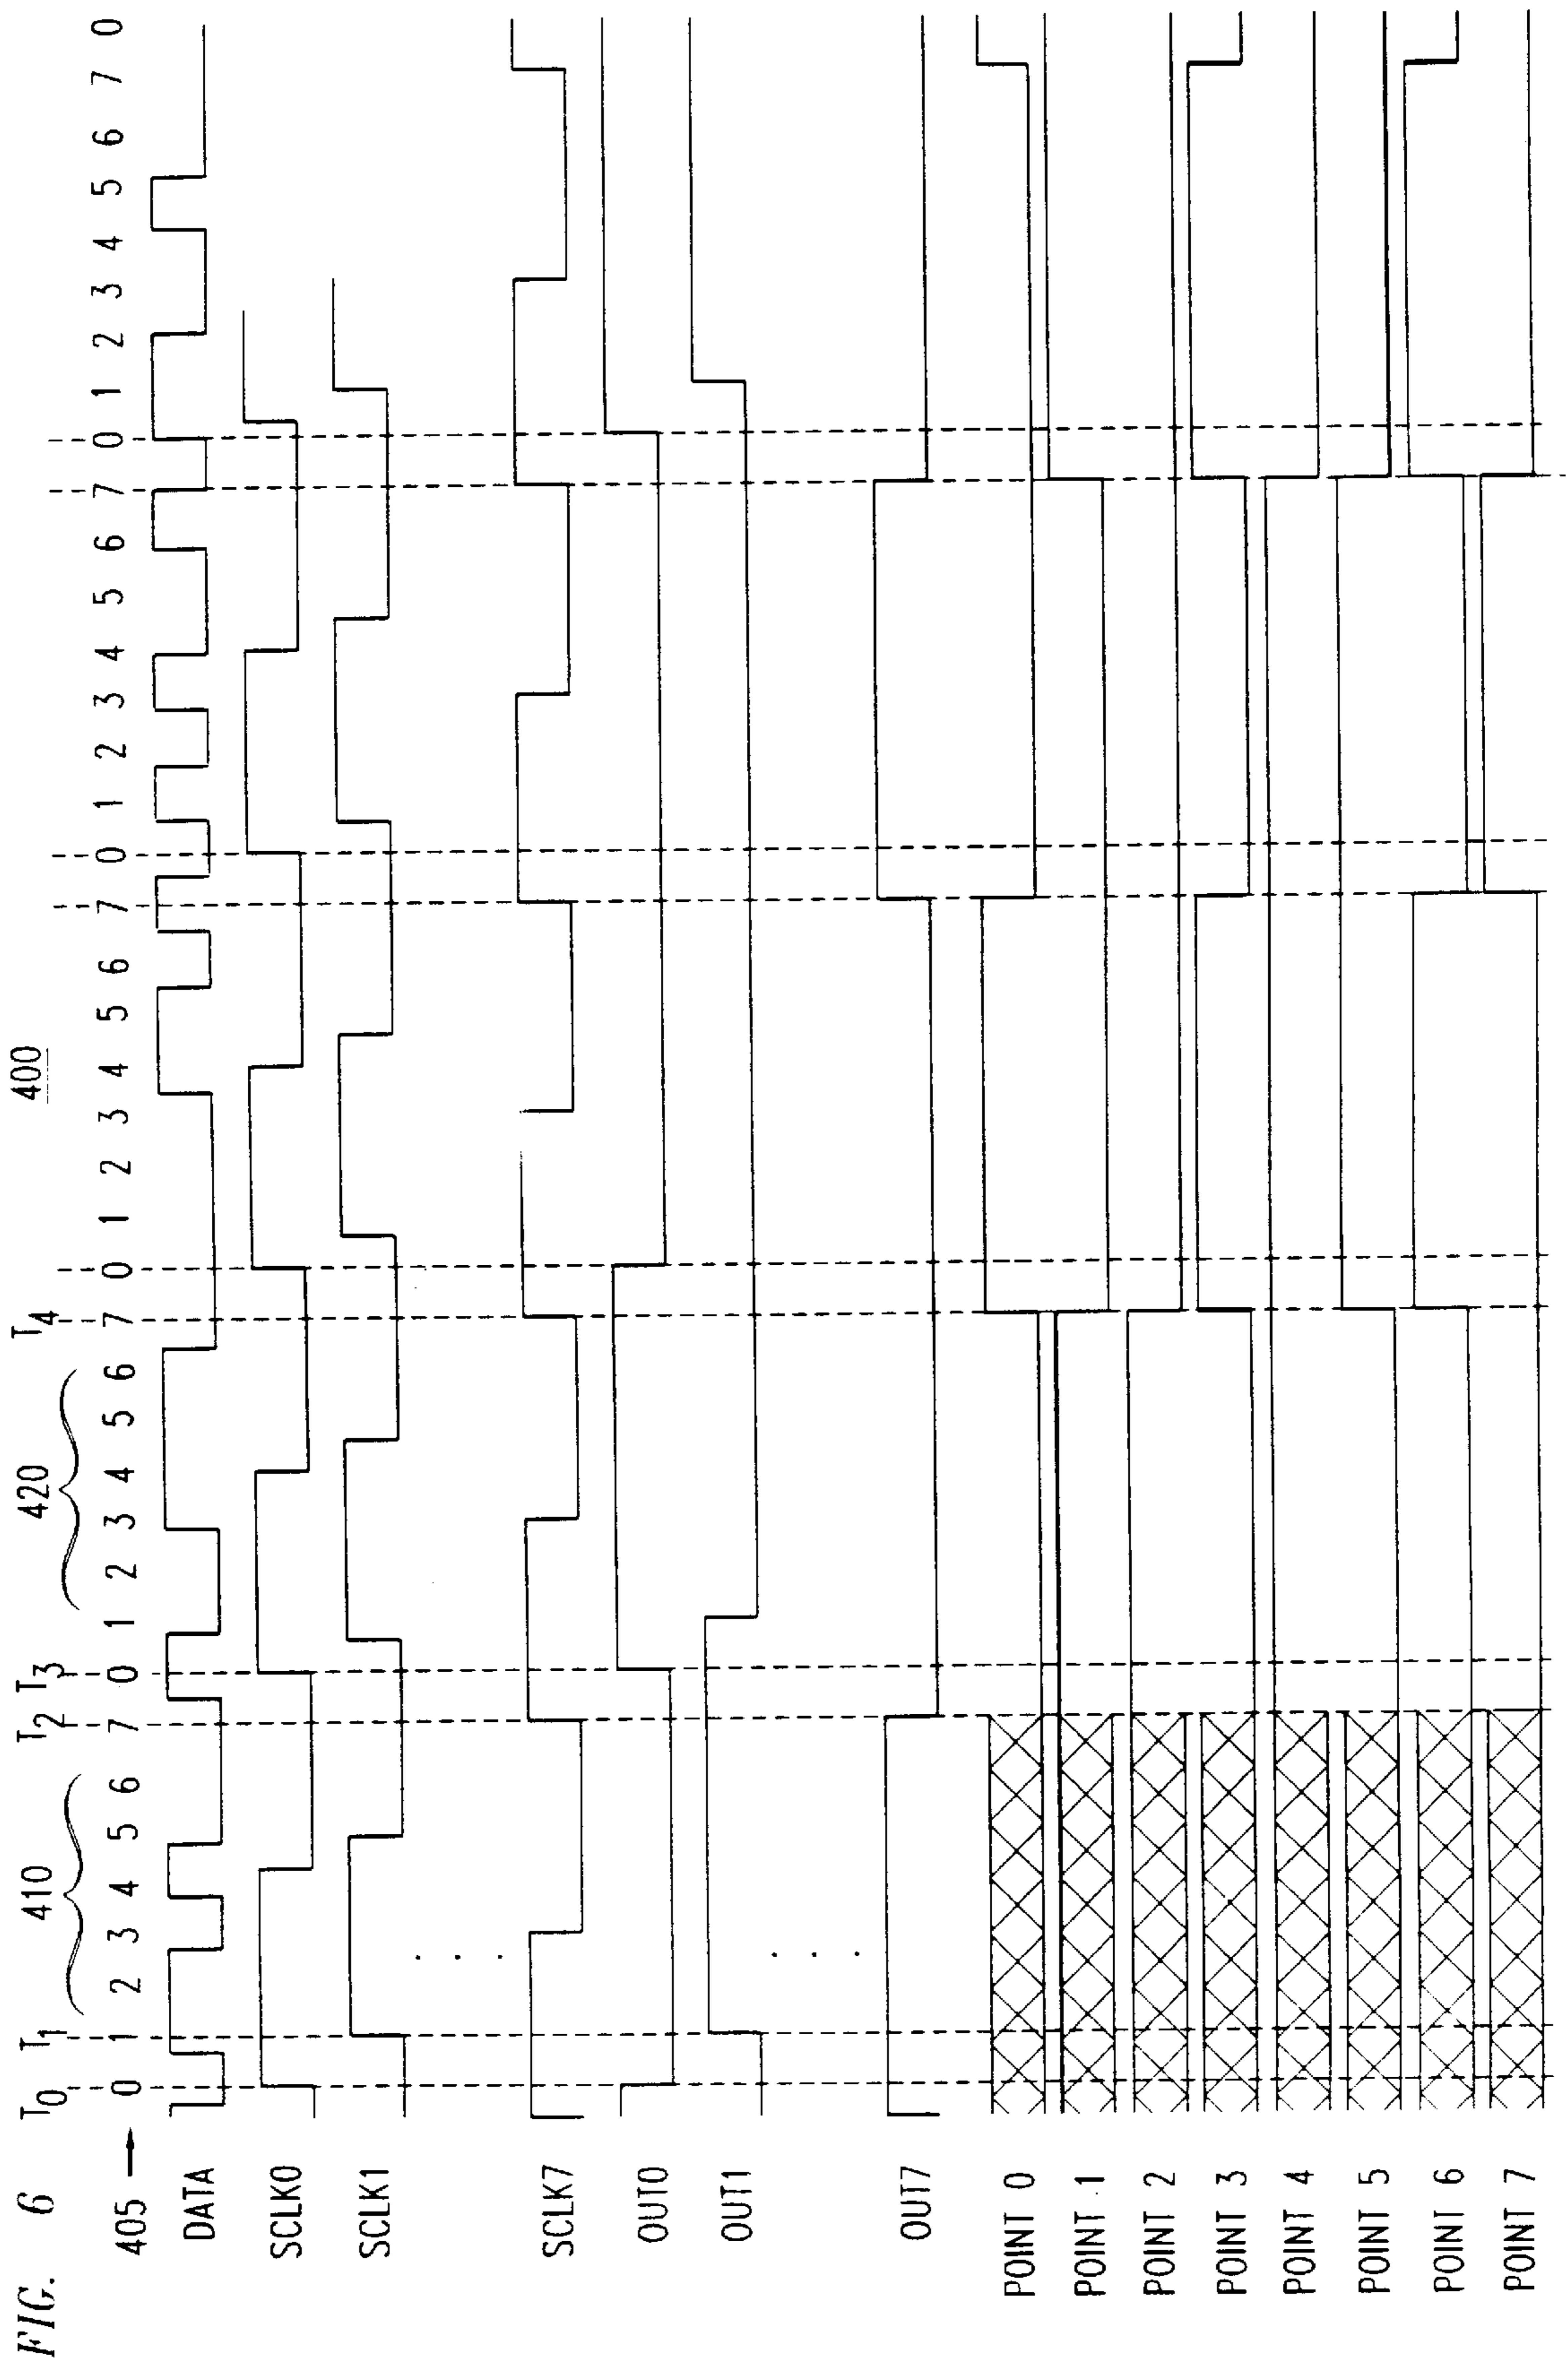 FIG. 6
400
410
420
T0 T1 T2 T3 T4
405 0 1 2 3 4 5 6 7 0 1 2 3 4 5 6 7 0 1 2 3 4 5 6 7 0 1 2 3 4 5 6 7 0 1 2 3 4 5 6 7 0
DATA
SCLK0
SCLK1
. . .
SCLK7
OUT0
OUT1
. . .
OUT7
POINT 0
POINT 1
POINT 2
POINT 3
POINT 4
POINT 5
POINT 6
POINT 7